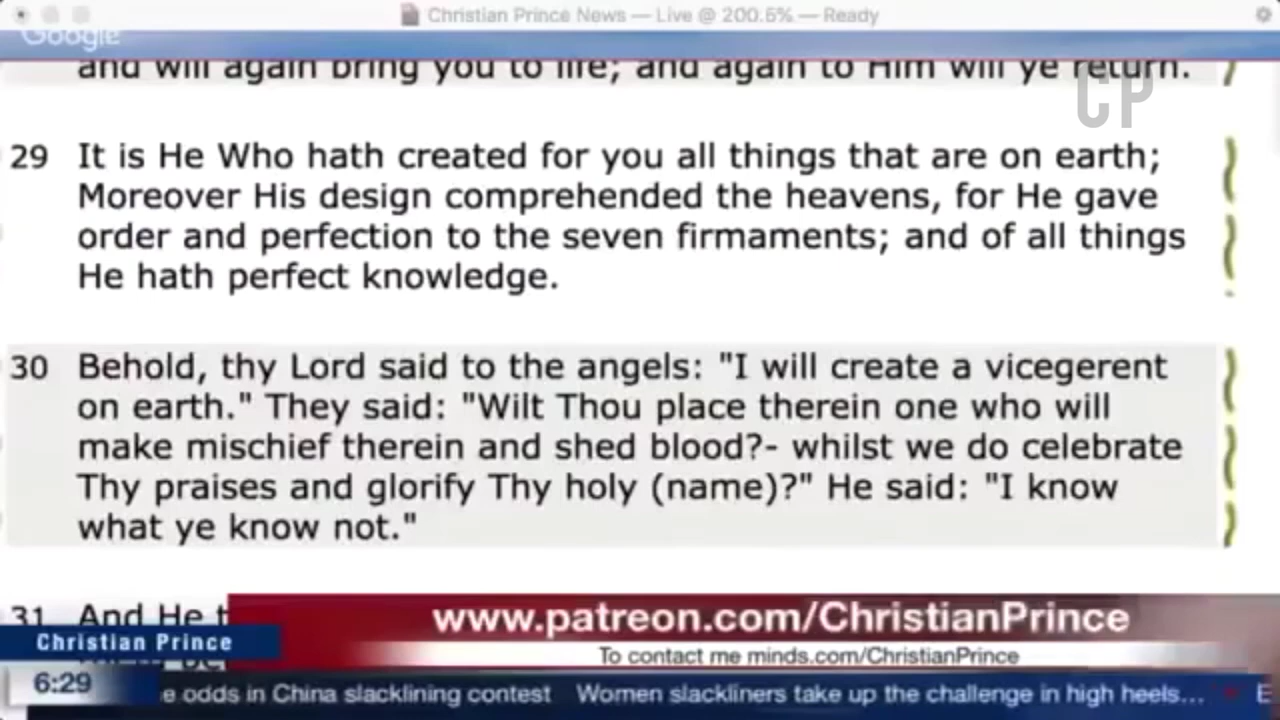 Christian Prince News — Live @ 200.5% — Ready
Google
and will again bring you to life; and again to Him will ye return.
CP
29 It is He Who hath created for you all things that are on earth;
Moreover His design comprehended the heavens, for He gave
order and perfection to the seven firmaments; and of all things
He hath perfect knowledge.
30 Behold, thy Lord said to the angels: "I will create a vicegerent
on earth." They said: "Wilt Thou place therein one who will
make mischief therein and shed blood?- whilst we do celebrate
Thy praises and glorify Thy holy (name)?" He said: "I know
what ye know not."
31 And He t
www.patreon.com/ChristianPrince
Christian Prince
To contact me minds.com/ChristianPrince
6:29 e odds in China slacklining contest Women slackliners take up the challenge in high heels... E